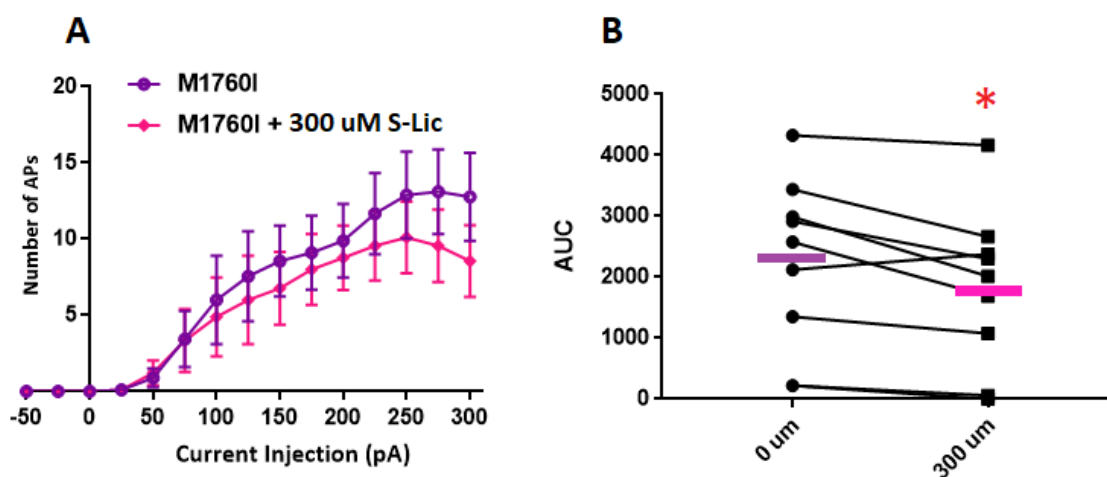 A
B
M1760I
M1760I + 300 uM S-Lic
Number of APs
20
15
10
5
-50
0
50
100
150
200
250
300
Current Injection (pA)
AUC
5000
4000
3000
2000
1000
0
*
0 um
300 um